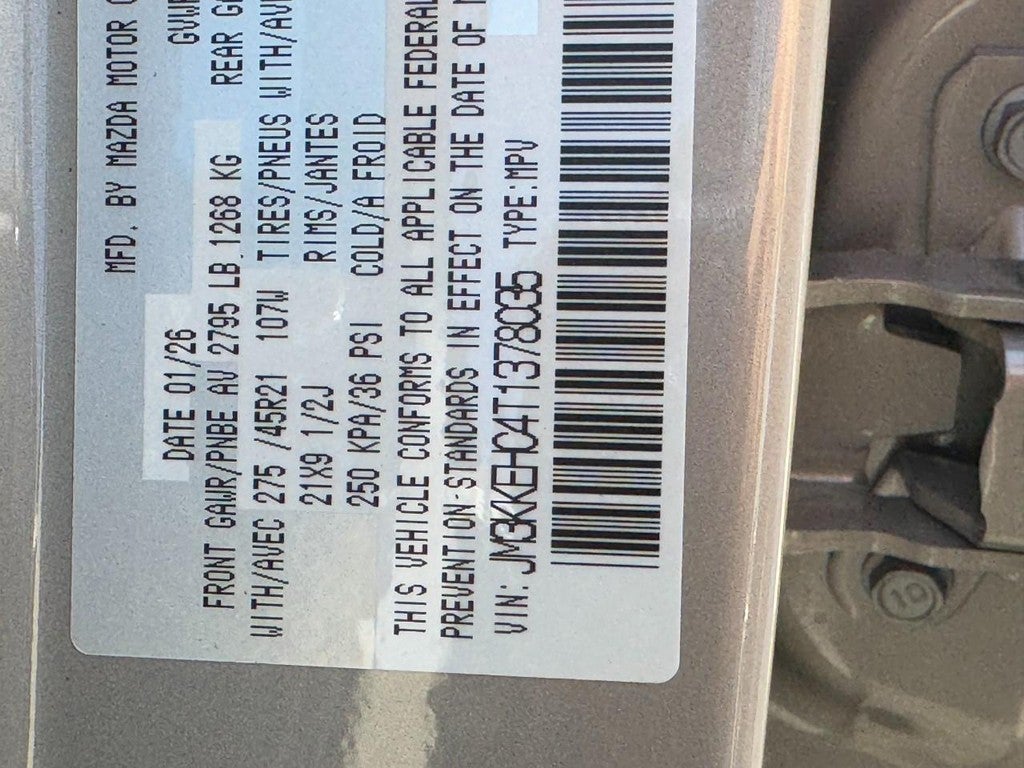 MFD. BY MAZDA MOTOR
DATE 01/26
FRONT GAWR/PNBE AV 2795 LB 1268 KG REAR
WITH/AVEC 275 /45R21 107W TIRES/PNEUS
21X9 1/2J RIMS/JANTES
250 KPA/36 PSI COLD/A FROID
THIS VEHICLE CONFORMS TO ALL APPLICABLE FEDERAL
PREVENTION STANDARDS IN EFFECT ON THE DATE OF
VIN: JM3KKEHC4T1378035 TYPE:MPV
10